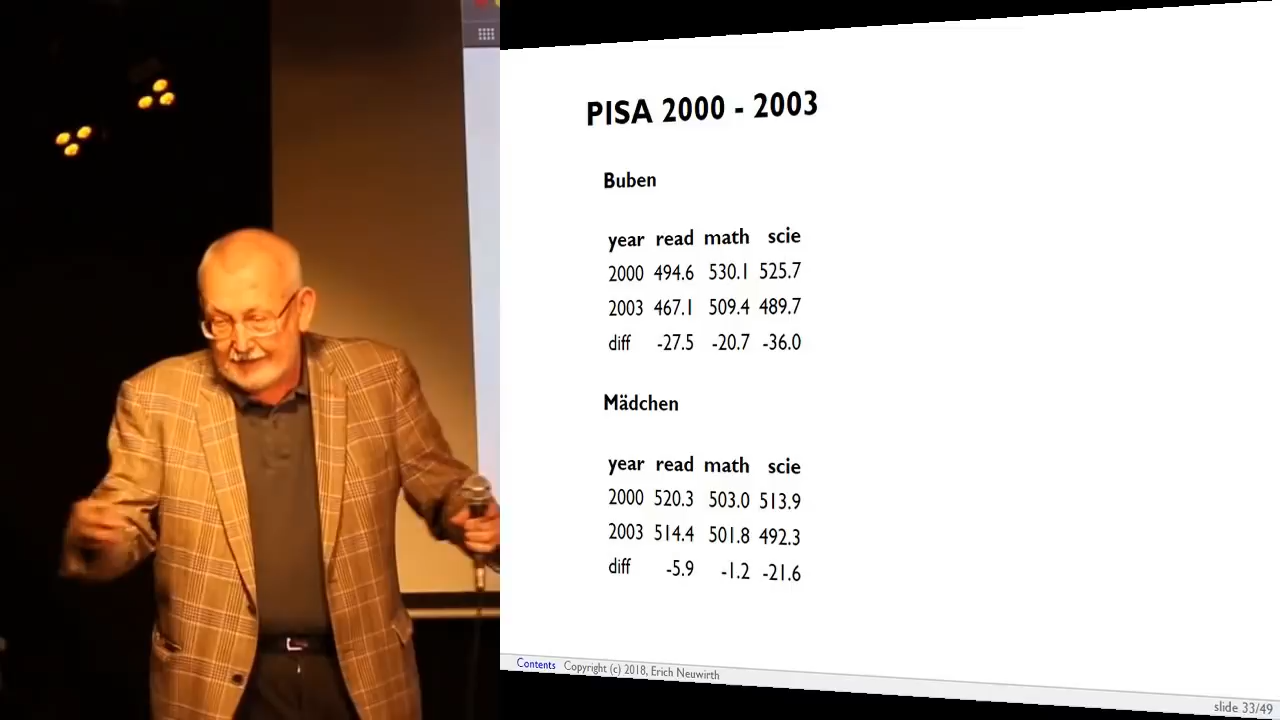 PISA 2000 - 2003
Buben
year read math scie
2000 494.6 530.1 525.7
2003 467.1 509.4 489.7
diff -27.5 -20.7 -36.0
Mädchen
year read math scie
2000 520.3 503.0 513.9
2003 514.4 501.8 492.3
diff -5.9 -1.2 -21.6
Contents Copyright (c) 2018, Erich Neuwirth
slide 33/49